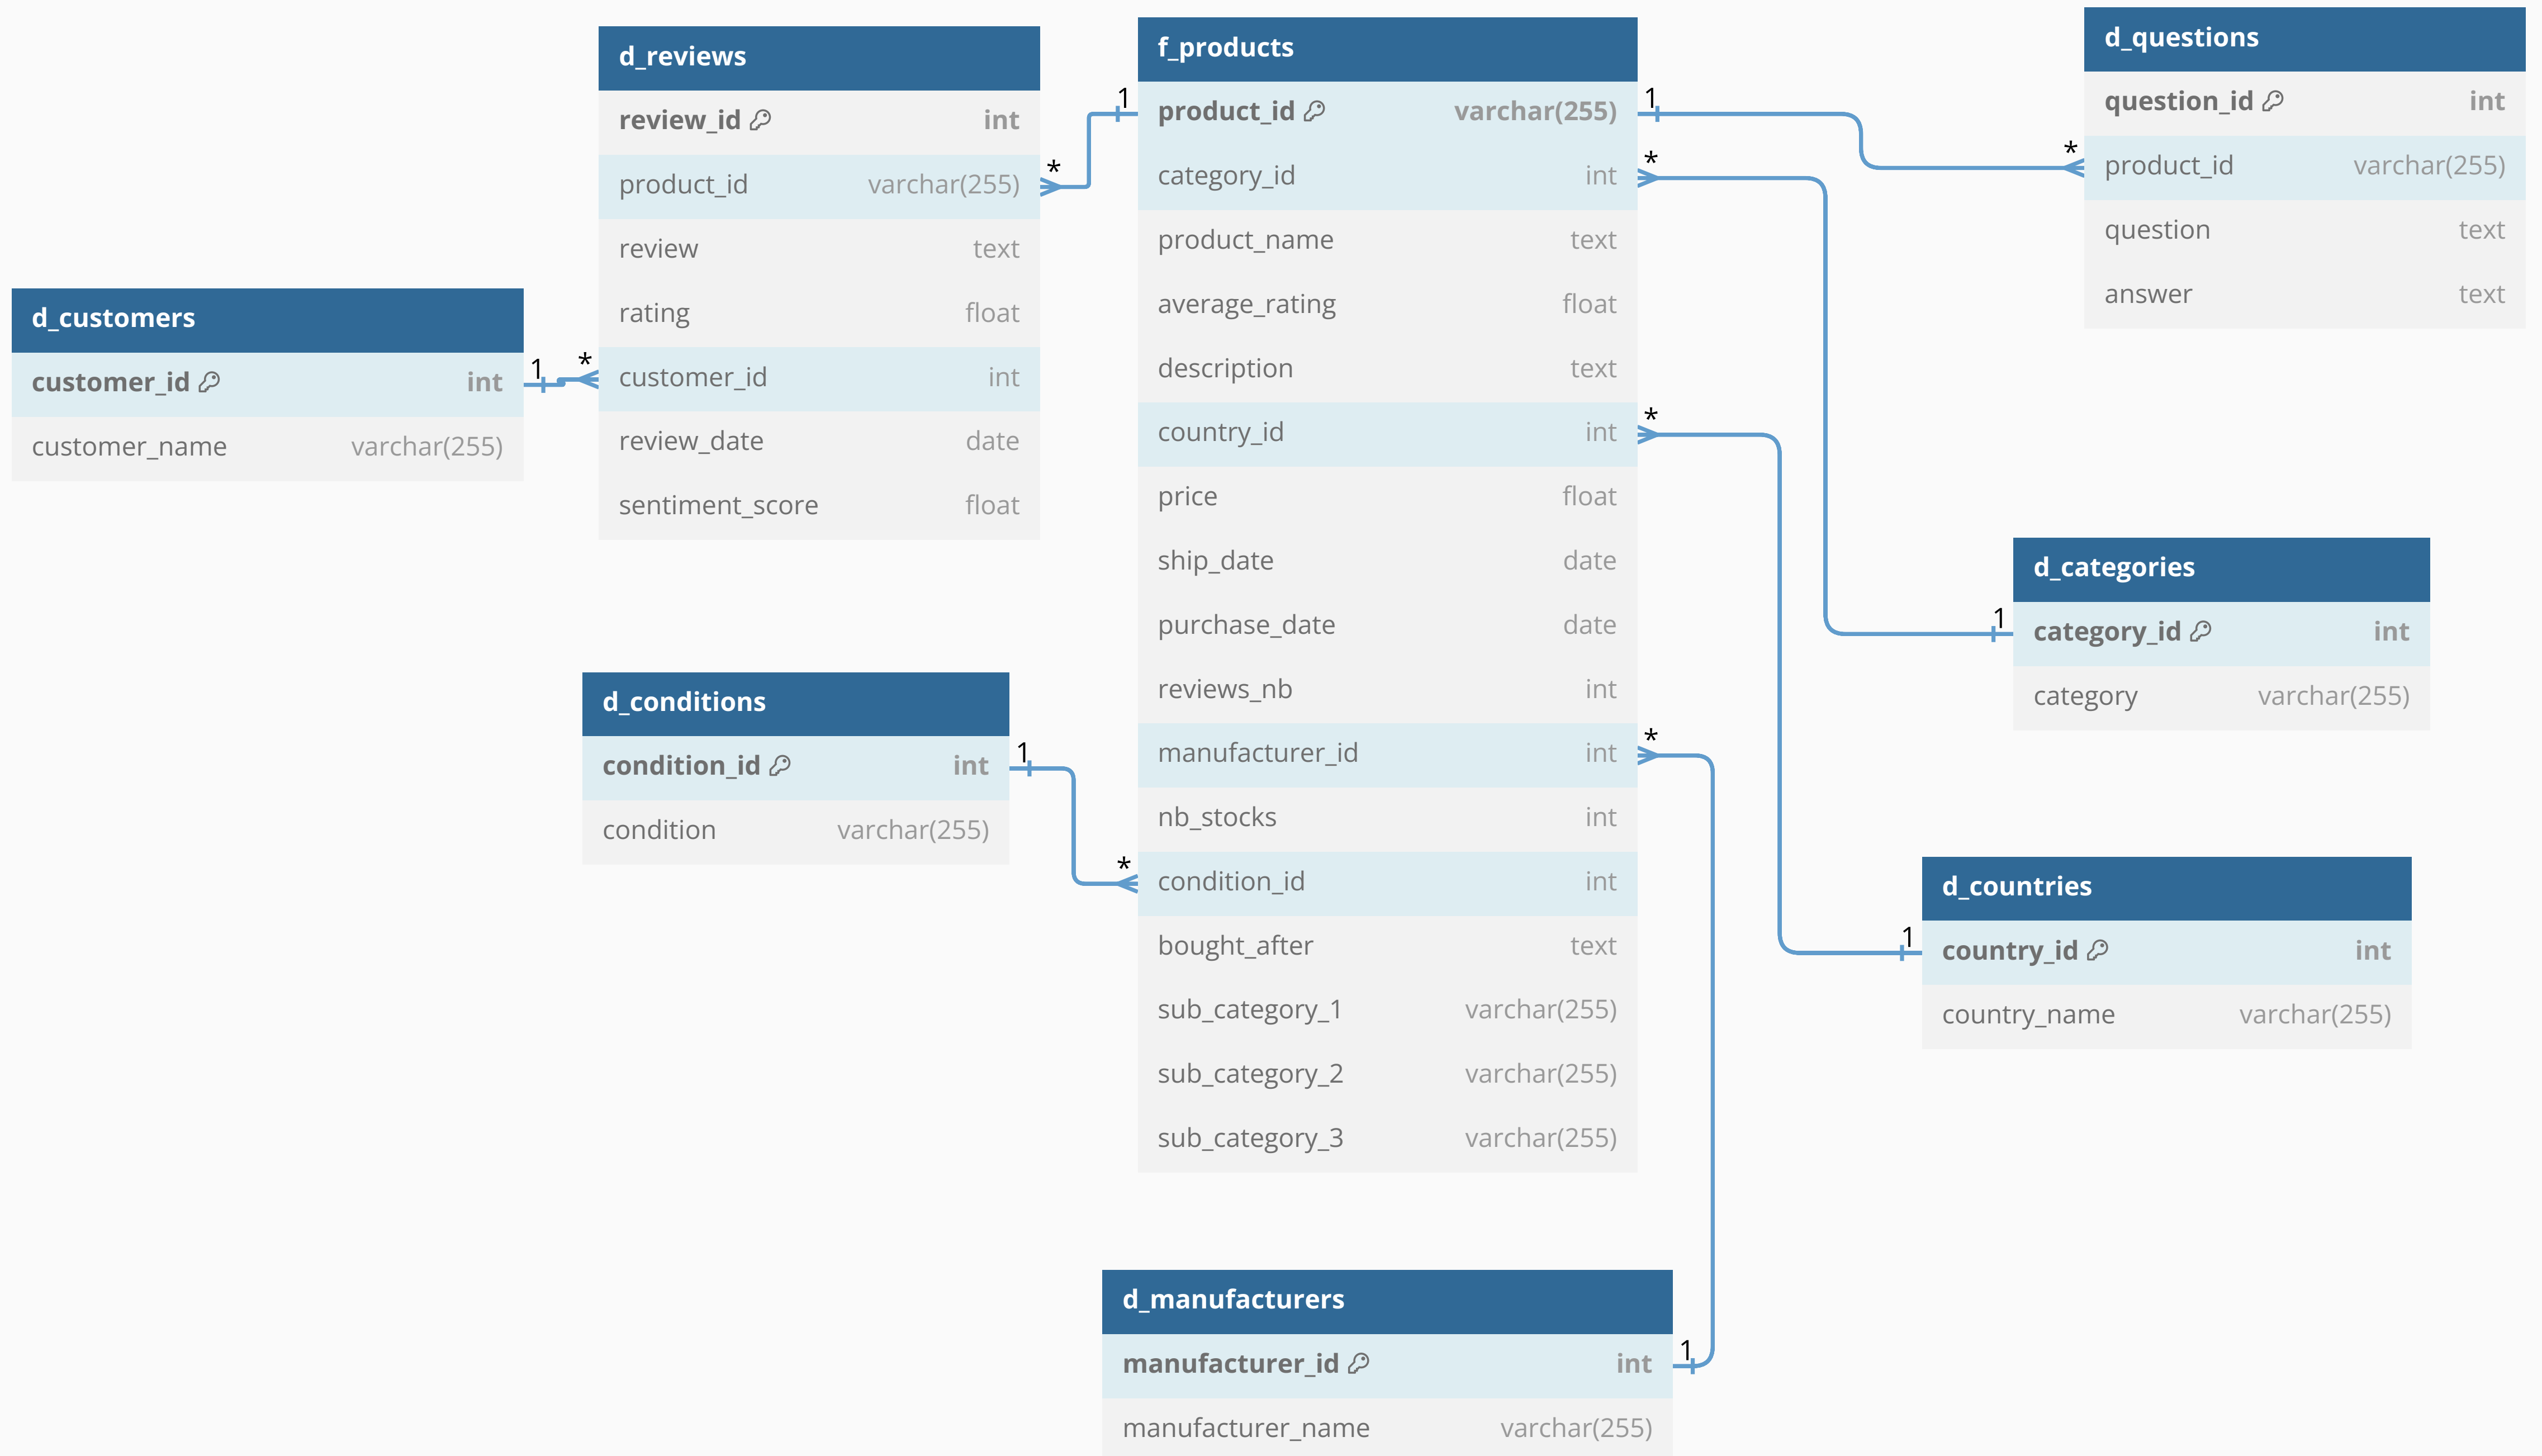 d_reviews
review_id int
product_id varchar(255)
review text
rating float
customer_id int
review_date date
sentiment_score float
d_customers
customer_id int
customer_name varchar(255)
1 *
* 1
f_products
product_id varchar(255)
category_id int
product_name text
average_rating float
description text
country_id int
price float
ship_date date
purchase_date date
reviews_nb int
manufacturer_id int
nb_stocks int
condition_id int
bought_after text
sub_category_1 varchar(255)
sub_category_2 varchar(255)
sub_category_3 varchar(255)
1 *
d_questions
question_id int
product_id varchar(255)
question text
answer text
d_conditions
condition_id int
condition varchar(255)
1 *
d_categories
category_id int
category varchar(255)
* 1
d_countries
country_id int
country_name varchar(255)
* 1
d_manufacturers
manufacturer_id int
manufacturer_name varchar(255)
* 1